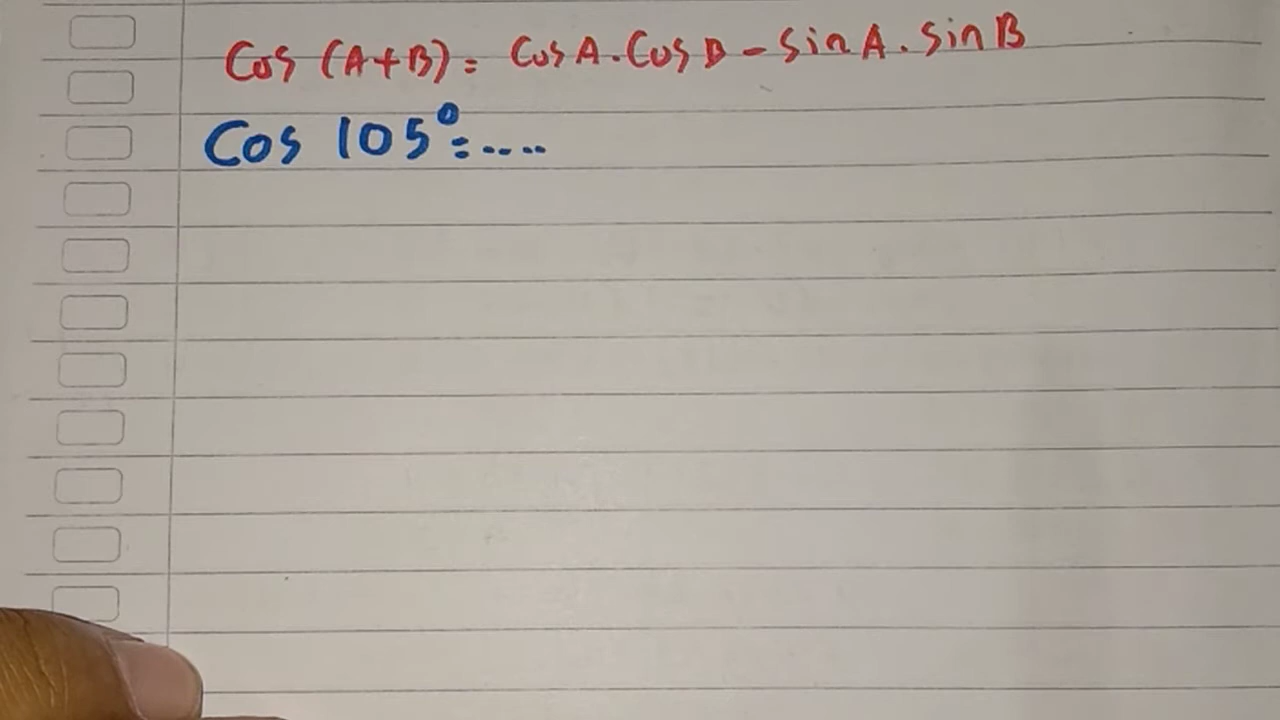 Cos (A+B) = Cos A . Cos B - sin A . sin B
Cos 105° = ....